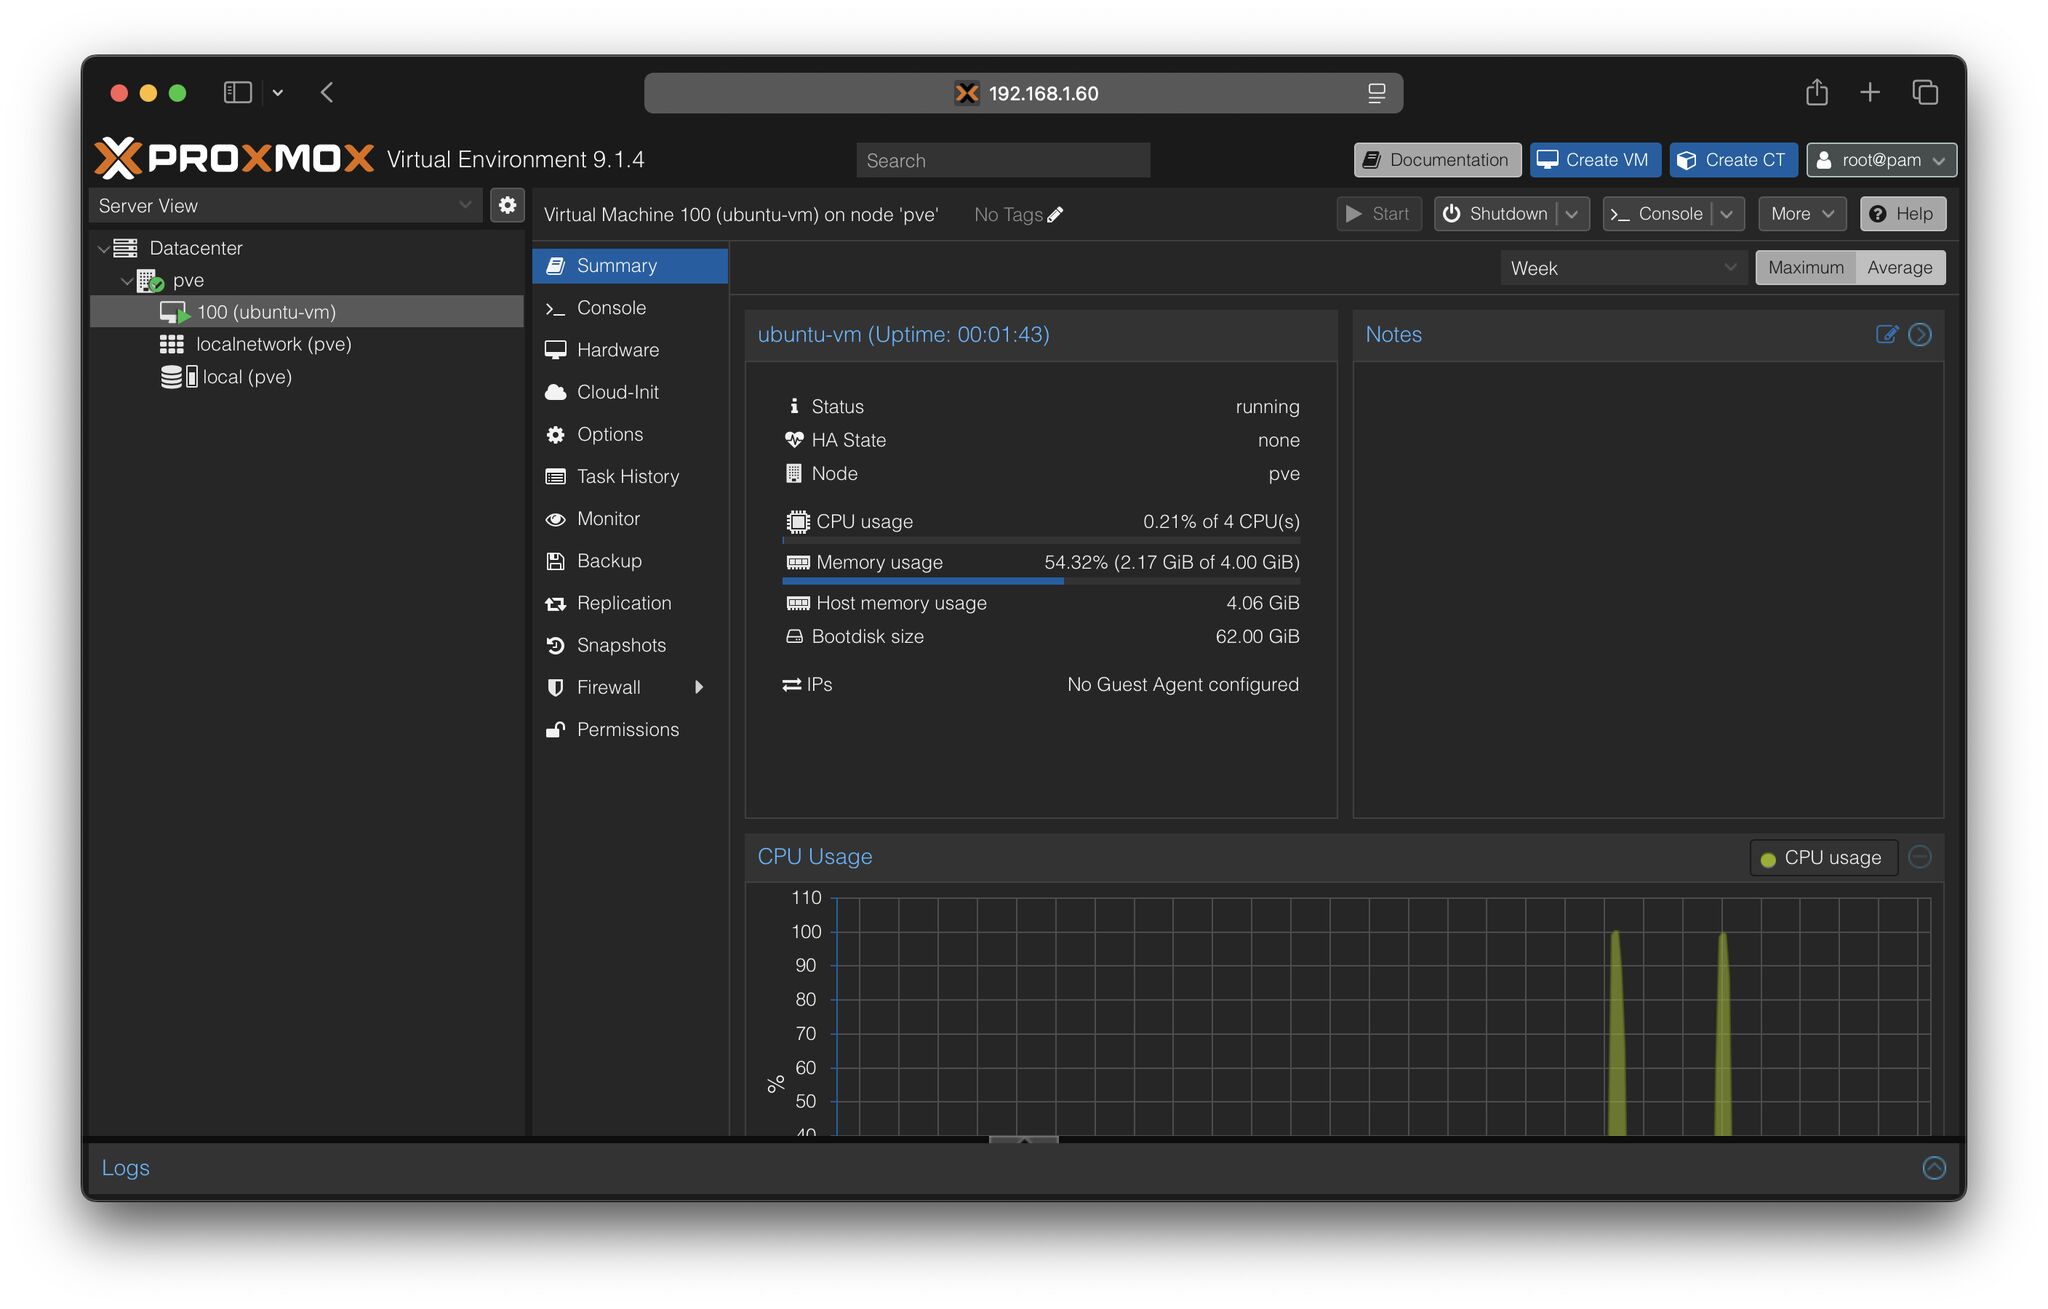 192.168.1.60
PROXMOX Virtual Environment 9.1.4
Search
Documentation
Create VM
Create CT
root@pam
Server View
Virtual Machine 100 (ubuntu-vm) on node 'pve'
No Tags
Start
Shutdown
Console
More
Help
Datacenter
pve
100 (ubuntu-vm)
localnetwork (pve)
local (pve)
Summary
Console
Hardware
Cloud-Init
Options
Task History
Monitor
Backup
Replication
Snapshots
Firewall
Permissions
Week
Maximum
Average
ubuntu-vm (Uptime: 00:01:43)
Status running
HA State none
Node pve
CPU usage 0.21% of 4 CPU(s)
Memory usage 54.32% (2.17 GiB of 4.00 GiB)
Host memory usage 4.06 GiB
Bootdisk size 62.00 GiB
IPs No Guest Agent configured
Notes
CPU Usage
CPU usage
110
100
90
80
70
60
50
40
%
Logs